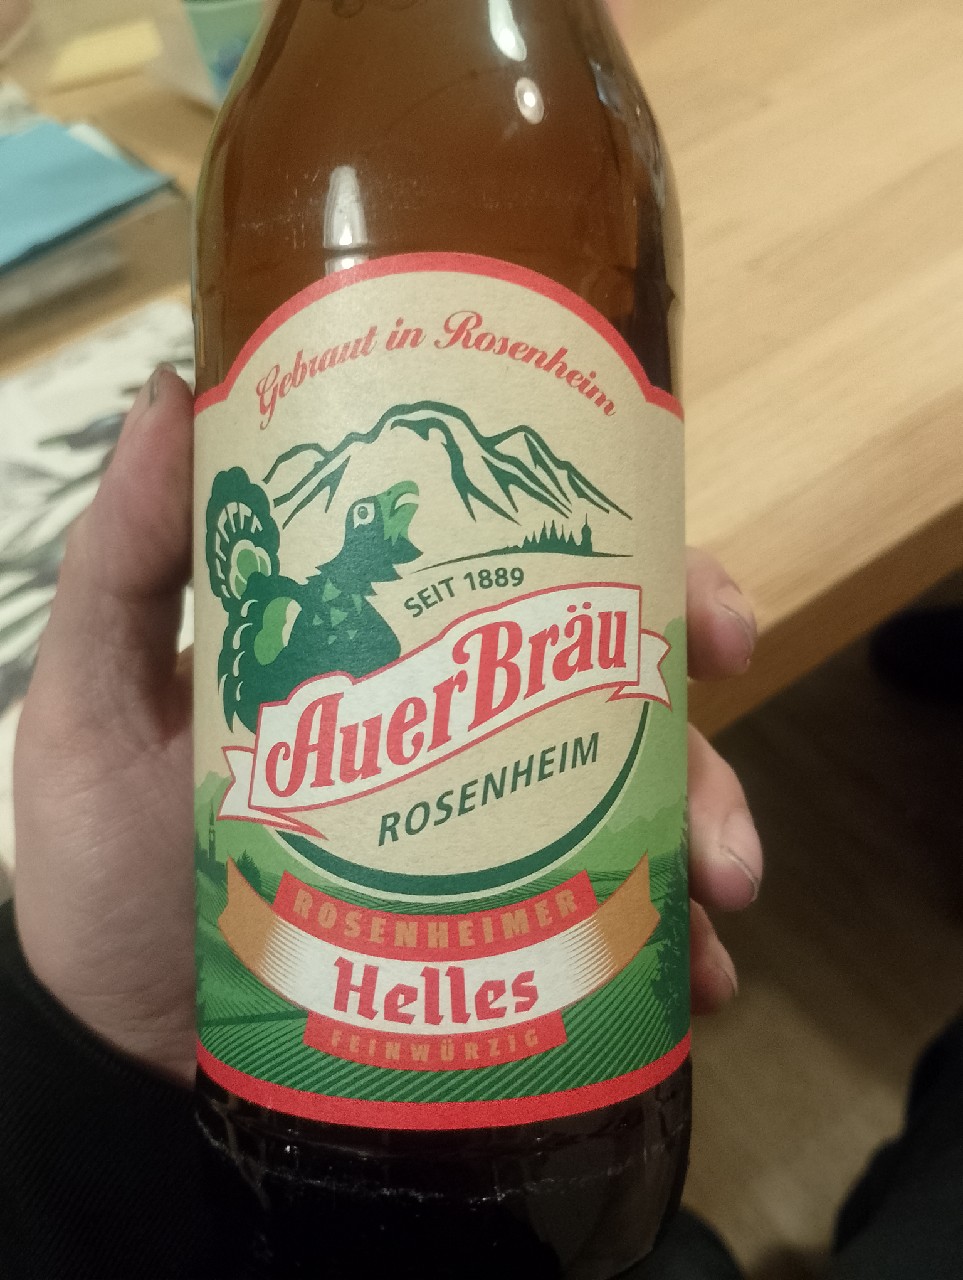 Gebraut in Rosenheim
SEIT 1889
AuerBräu
ROSENHEIM
ROSENHEIMER
Helles
FEINWÜRZIG